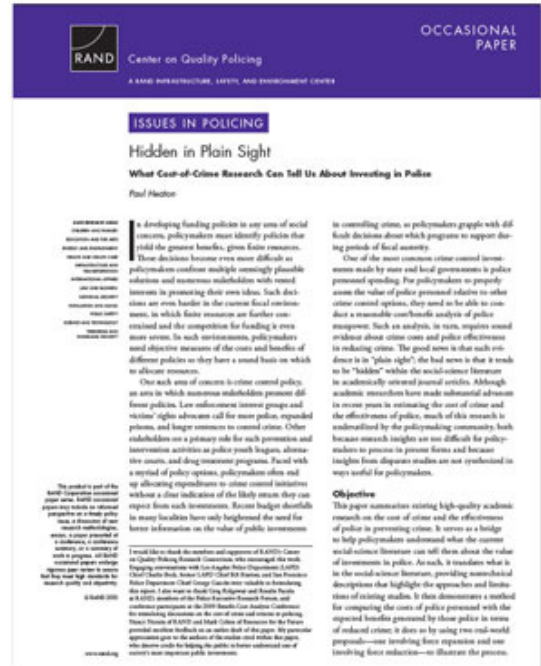 OCCASIONAL
PAPER
RAND
Center on Quality Policing
A RAND INFRASTRUCTURE, SAFETY, AND ENVIRONMENT CENTER
ISSUES IN POLICING
Hidden in Plain Sight
What Cost-of-Crime Research Can Tell Us About Investing in Police
Paul Heaton
In developing funding policies in any area of social
concern, policymakers must identify policies that
yield the greatest benefits, given finite resources.
These decisions become even more difficult as
policymakers confront multiple seemingly plausible
solutions and numerous stakeholders with vested
interests in promoting their own ideas. Such deci-
sions are even harder in the current fiscal environ-
ment, in which finite resources are further con-
strained and the competition for funding is even
more severe. In such environments, policymakers
need objective measures of the costs and benefits of
different policies so they have a sound basis on which
to allocate resources.
One such area of concern is crime control policy,
an area in which numerous stakeholders promote dif-
ferent policies. Law enforcement interest groups and
victims' rights advocates call for more police, expanded
prisons, and longer sentences to control crime. Other
stakeholders see a primary role for such prevention and
intervention activities as police youth leagues, alterna-
tive courts, and drug treatment programs. Faced with
a myriad of policy options, policymakers often end
up allocating expenditures to crime control initiatives
without a clear indication of the likely return they can
expect from such investments. Recent budget shortfalls
in many localities have only heightened the need for
better information on the value of public investments
in controlling crime, as policymakers grapple with dif-
ficult decisions about which programs to support dur-
ing periods of fiscal austerity.
One of the most common crime control invest-
ments made by state and local governments is police
personnel spending. For policymakers to properly
assess the value of police personnel relative to other
crime control options, they need to be able to con-
duct a reasonable cost/benefit analysis of police
manpower. Such an analysis, in turn, requires sound
evidence about crime costs and police effectiveness
in reducing crime. The good news is that such evi-
dence is in "plain sight"; the bad news is that it tends
to be "hidden" within the social-science literature
in academically oriented journal articles. Although
academic researchers have made substantial advances
in recent years in estimating the cost of crime and
the effectiveness of police, much of this research is
underutilized by the policymaking community, both
because research insights are too difficult for policy-
makers to process in present forms and because
insights from disparate studies are not synthesized in
ways useful for policymakers.
Objective
This paper summarizes existing high-quality academic
research on the cost of crime and the effectiveness
of police in preventing crime. It serves as a bridge
to help policymakers understand what the current
social-science literature can tell them about the value
of investments in police. As such, it translates what is
in the social-science literature, providing nontechnical
descriptions that highlight the approaches and limita-
tions of existing studies. It then demonstrates a method
for comparing the costs of police personnel with the
expected benefits generated by those police in terms
of reduced crime; it does so by using two real-world
proposals—one involving force expansion and one
involving force reduction—to illustrate the process.
www.rand.org